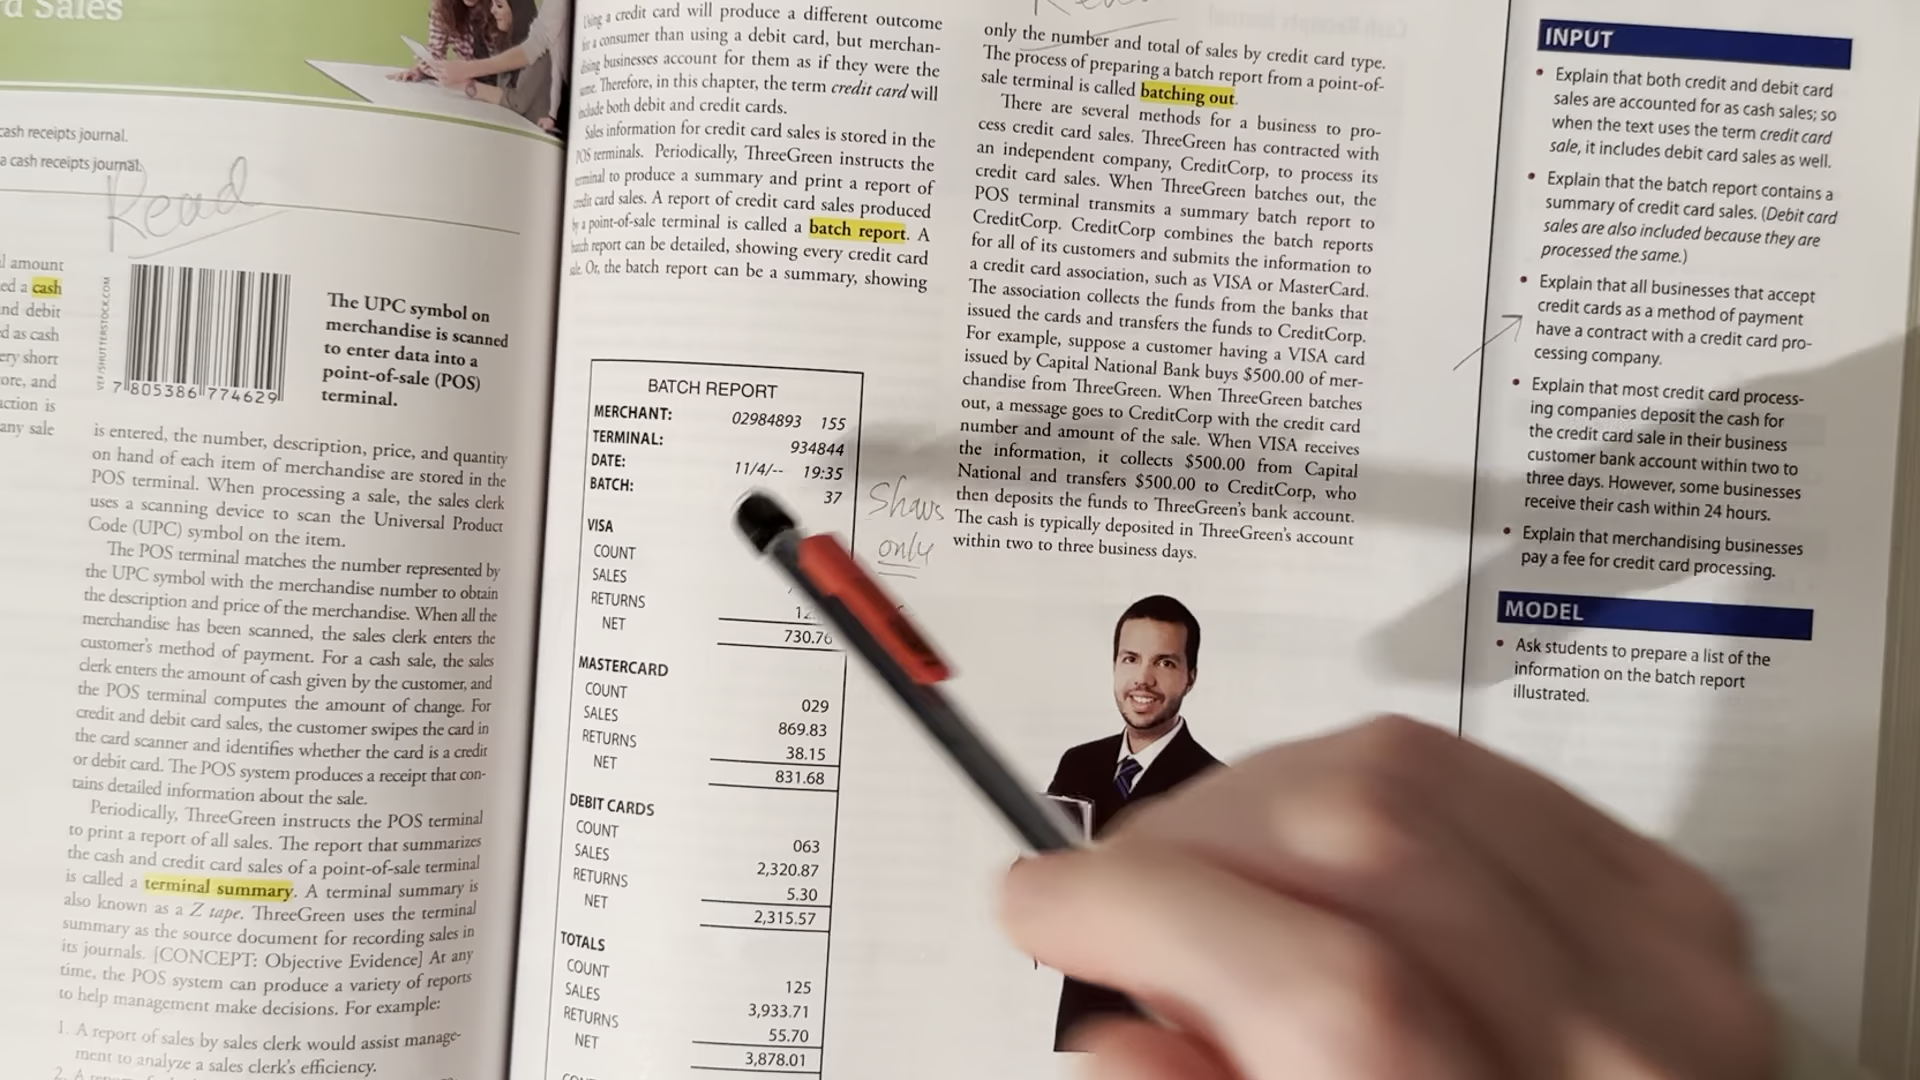 d Sales
cash receipts journal.
a cash receipts journal.
Read
l amount
ed a cash
nd debit
d as cash
ery short
ore, and
action is
any sale
VEF/SHUTTERSTOCK.COM
7 805386 774629
The UPC symbol on
merchandise is scanned
to enter data into a
point-of-sale (POS)
terminal.
is entered, the number, description, price, and quantity
on hand of each item of merchandise are stored in the
POS terminal. When processing a sale, the sales clerk
uses a scanning device to scan the Universal Product
Code (UPC) symbol on the item.
The POS terminal matches the number represented by
the UPC symbol with the merchandise number to obtain
the description and price of the merchandise. When all the
merchandise has been scanned, the sales clerk enters the
customer's method of payment. For a cash sale, the sales
clerk enters the amount of cash given by the customer, and
the POS terminal computes the amount of change. For
credit and debit card sales, the customer swipes the card in
the card scanner and identifies whether the card is a credit
or debit card. The POS system produces a receipt that con-
tains detailed information about the sale.
Periodically, ThreeGreen instructs the POS terminal
to print a report of all sales. The report that summarizes
the cash and credit card sales of a point-of-sale terminal
is called a terminal summary. A terminal summary is
also known as a Z tape. ThreeGreen uses the terminal
summary as the source document for recording sales in
its journals. [CONCEPT: Objective Evidence] At any
time, the POS system can produce a variety of reports
to help management make decisions. For example:
1. A report of sales by sales clerk would assist manage-
ment to analyze a sales clerk's efficiency.
2. A
Using a credit card will produce a different outcome
for a consumer than using a debit card, but merchan-
dising businesses account for them as if they were the
same. Therefore, in this chapter, the term credit card will
include both debit and credit cards.
Sales information for credit card sales is stored in the
POS terminals. Periodically, ThreeGreen instructs the
terminal to produce a summary and print a report of
credit card sales. A report of credit card sales produced
by a point-of-sale terminal is called a batch report. A
batch report can be detailed, showing every credit card
sale. Or, the batch report can be a summary, showing
BATCH REPORT
MERCHANT: 02984893 155
TERMINAL: 934844
DATE: 11/4/-- 19:35
BATCH: 37
VISA
COUNT
SALES
RETURNS
NET 730.76
MASTERCARD
COUNT 029
SALES 869.83
RETURNS 38.15
NET 831.68
DEBIT CARDS
COUNT 063
SALES 2,320.87
RETURNS 5.30
NET 2,315.57
TOTALS
COUNT 125
SALES 3,933.71
RETURNS 55.70
NET 3,878.01
Shows
only
only the number and total of sales by credit card type.
The process of preparing a batch report from a point-of-
sale terminal is called batching out.
There are several methods for a business to pro-
cess credit card sales. ThreeGreen has contracted with
an independent company, CreditCorp, to process its
credit card sales. When ThreeGreen batches out, the
POS terminal transmits a summary batch report to
CreditCorp. CreditCorp combines the batch reports
for all of its customers and submits the information to
a credit card association, such as VISA or MasterCard.
The association collects the funds from the banks that
issued the cards and transfers the funds to CreditCorp.
For example, suppose a customer having a VISA card
issued by Capital National Bank buys $500.00 of mer-
chandise from ThreeGreen. When ThreeGreen batches
out, a message goes to CreditCorp with the credit card
number and amount of the sale. When VISA receives
the information, it collects $500.00 from Capital
National and transfers $500.00 to CreditCorp, who
then deposits the funds to ThreeGreen's bank account.
The cash is typically deposited in ThreeGreen's account
within two to three business days.
INPUT
• Explain that both credit and debit card
sales are accounted for as cash sales; so
when the text uses the term credit card
sale, it includes debit card sales as well.
• Explain that the batch report contains a
summary of credit card sales. (Debit card
sales are also included because they are
processed the same.)
• Explain that all businesses that accept
credit cards as a method of payment
have a contract with a credit card pro-
cessing company.
• Explain that most credit card process-
ing companies deposit the cash for
the credit card sale in their business
customer bank account within two to
three days. However, some businesses
receive their cash within 24 hours.
• Explain that merchandising businesses
pay a fee for credit card processing.
MODEL
• Ask students to prepare a list of the
information on the batch report
illustrated.